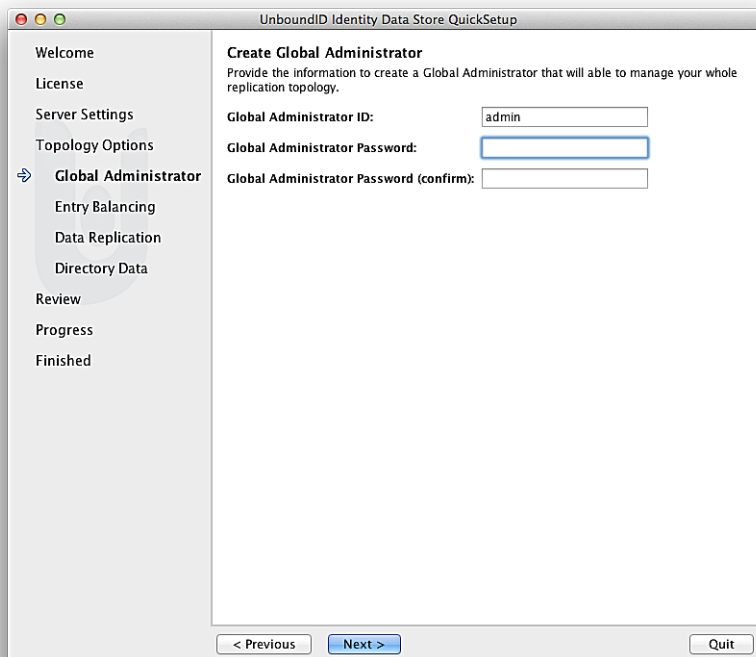 UnboundID Identity Data Store QuickSetup
Welcome
License
Server Settings
Topology Options
Global Administrator
Entry Balancing
Data Replication
Directory Data
Review
Progress
Finished
Create Global Administrator
Provide the information to create a Global Administrator that will able to manage your whole
replication topology.
Global Administrator ID: admin
Global Administrator Password:
Global Administrator Password (confirm):
< Previous Next > Quit